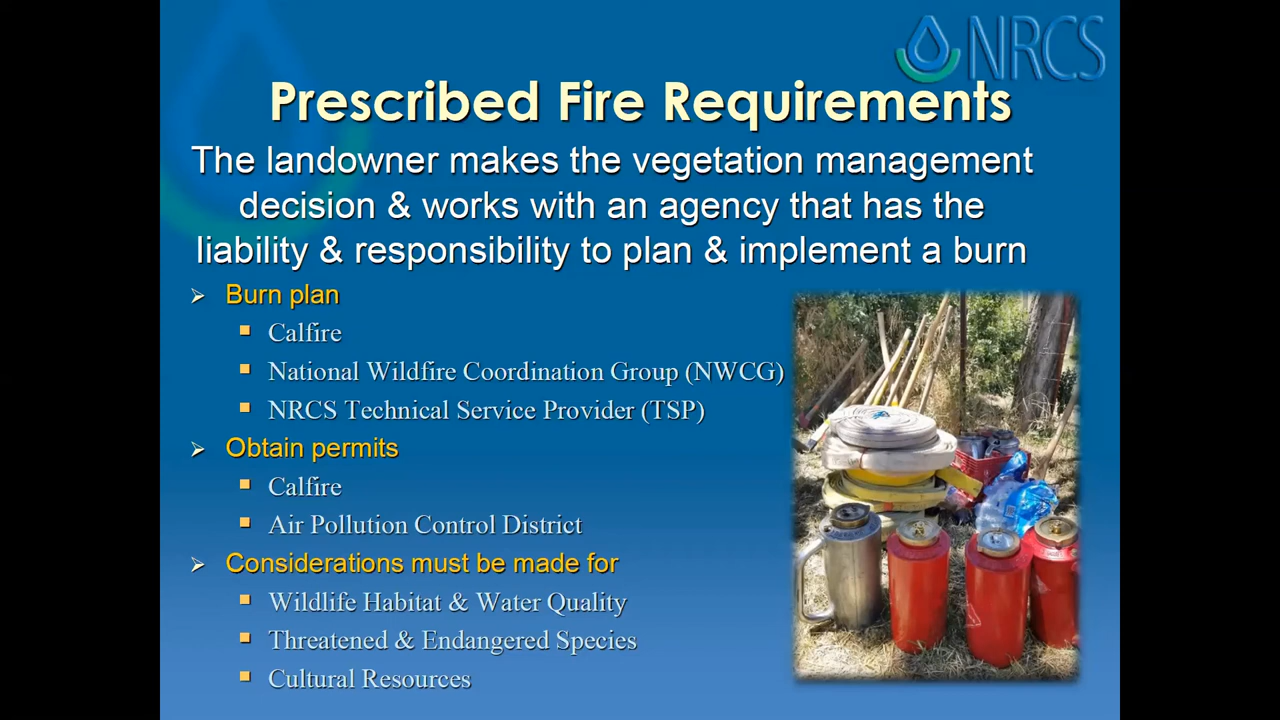 NRCS
Prescribed Fire Requirements
The landowner makes the vegetation management
decision & works with an agency that has the
liability & responsibility to plan & implement a burn
Burn plan
Calfire
National Wildfire Coordination Group (NWCG)
NRCS Technical Service Provider (TSP)
Obtain permits
Calfire
Air Pollution Control District
Considerations must be made for
Wildlife Habitat & Water Quality
Threatened & Endangered Species
Cultural Resources